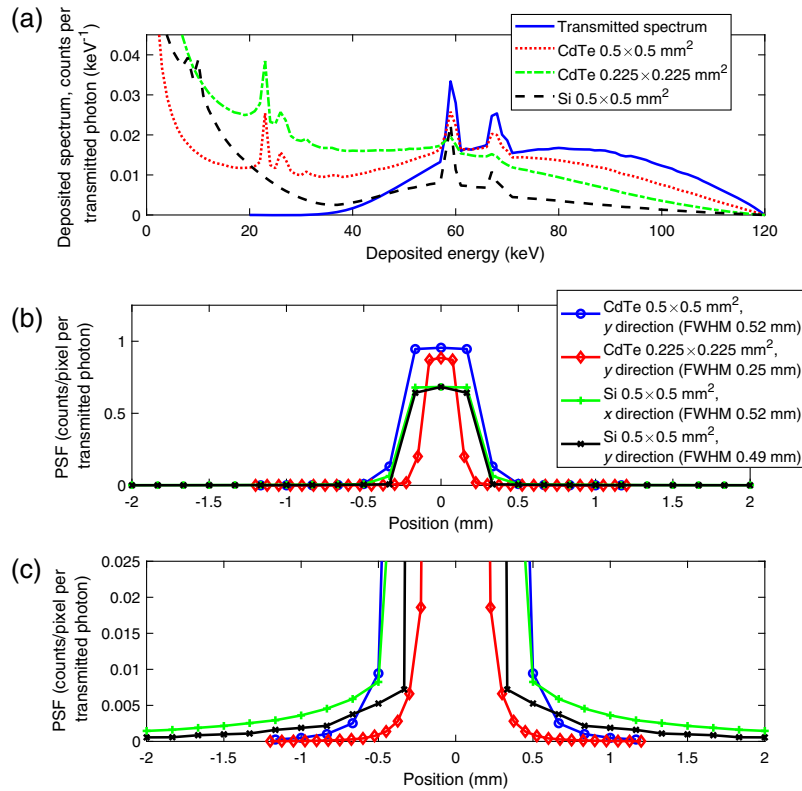 (a)
Deposited spectrum, counts per
transmitted photon (keV⁻¹)
0.04
0.03
0.02
0.01
0
0 20 40 60 80 100 120
Deposited energy (keV)
Transmitted spectrum
CdTe 0.5×0.5 mm²
CdTe 0.225×0.225 mm²
Si 0.5×0.5 mm²
(b)
PSF (counts/pixel per
transmitted photon)
1
0.5
0
-2 -1.5 -1 -0.5 0 0.5 1 1.5 2
Position (mm)
CdTe 0.5×0.5 mm²,
y direction (FWHM 0.52 mm)
CdTe 0.225×0.225 mm²,
y direction (FWHM 0.25 mm)
Si 0.5×0.5 mm²,
x direction (FWHM 0.52 mm)
Si 0.5×0.5 mm²,
y direction (FWHM 0.49 mm)
(c)
PSF (counts/pixel per
transmitted photon)
0.025
0.02
0.015
0.01
0.005
0
-2 -1.5 -1 -0.5 0 0.5 1 1.5 2
Position (mm)